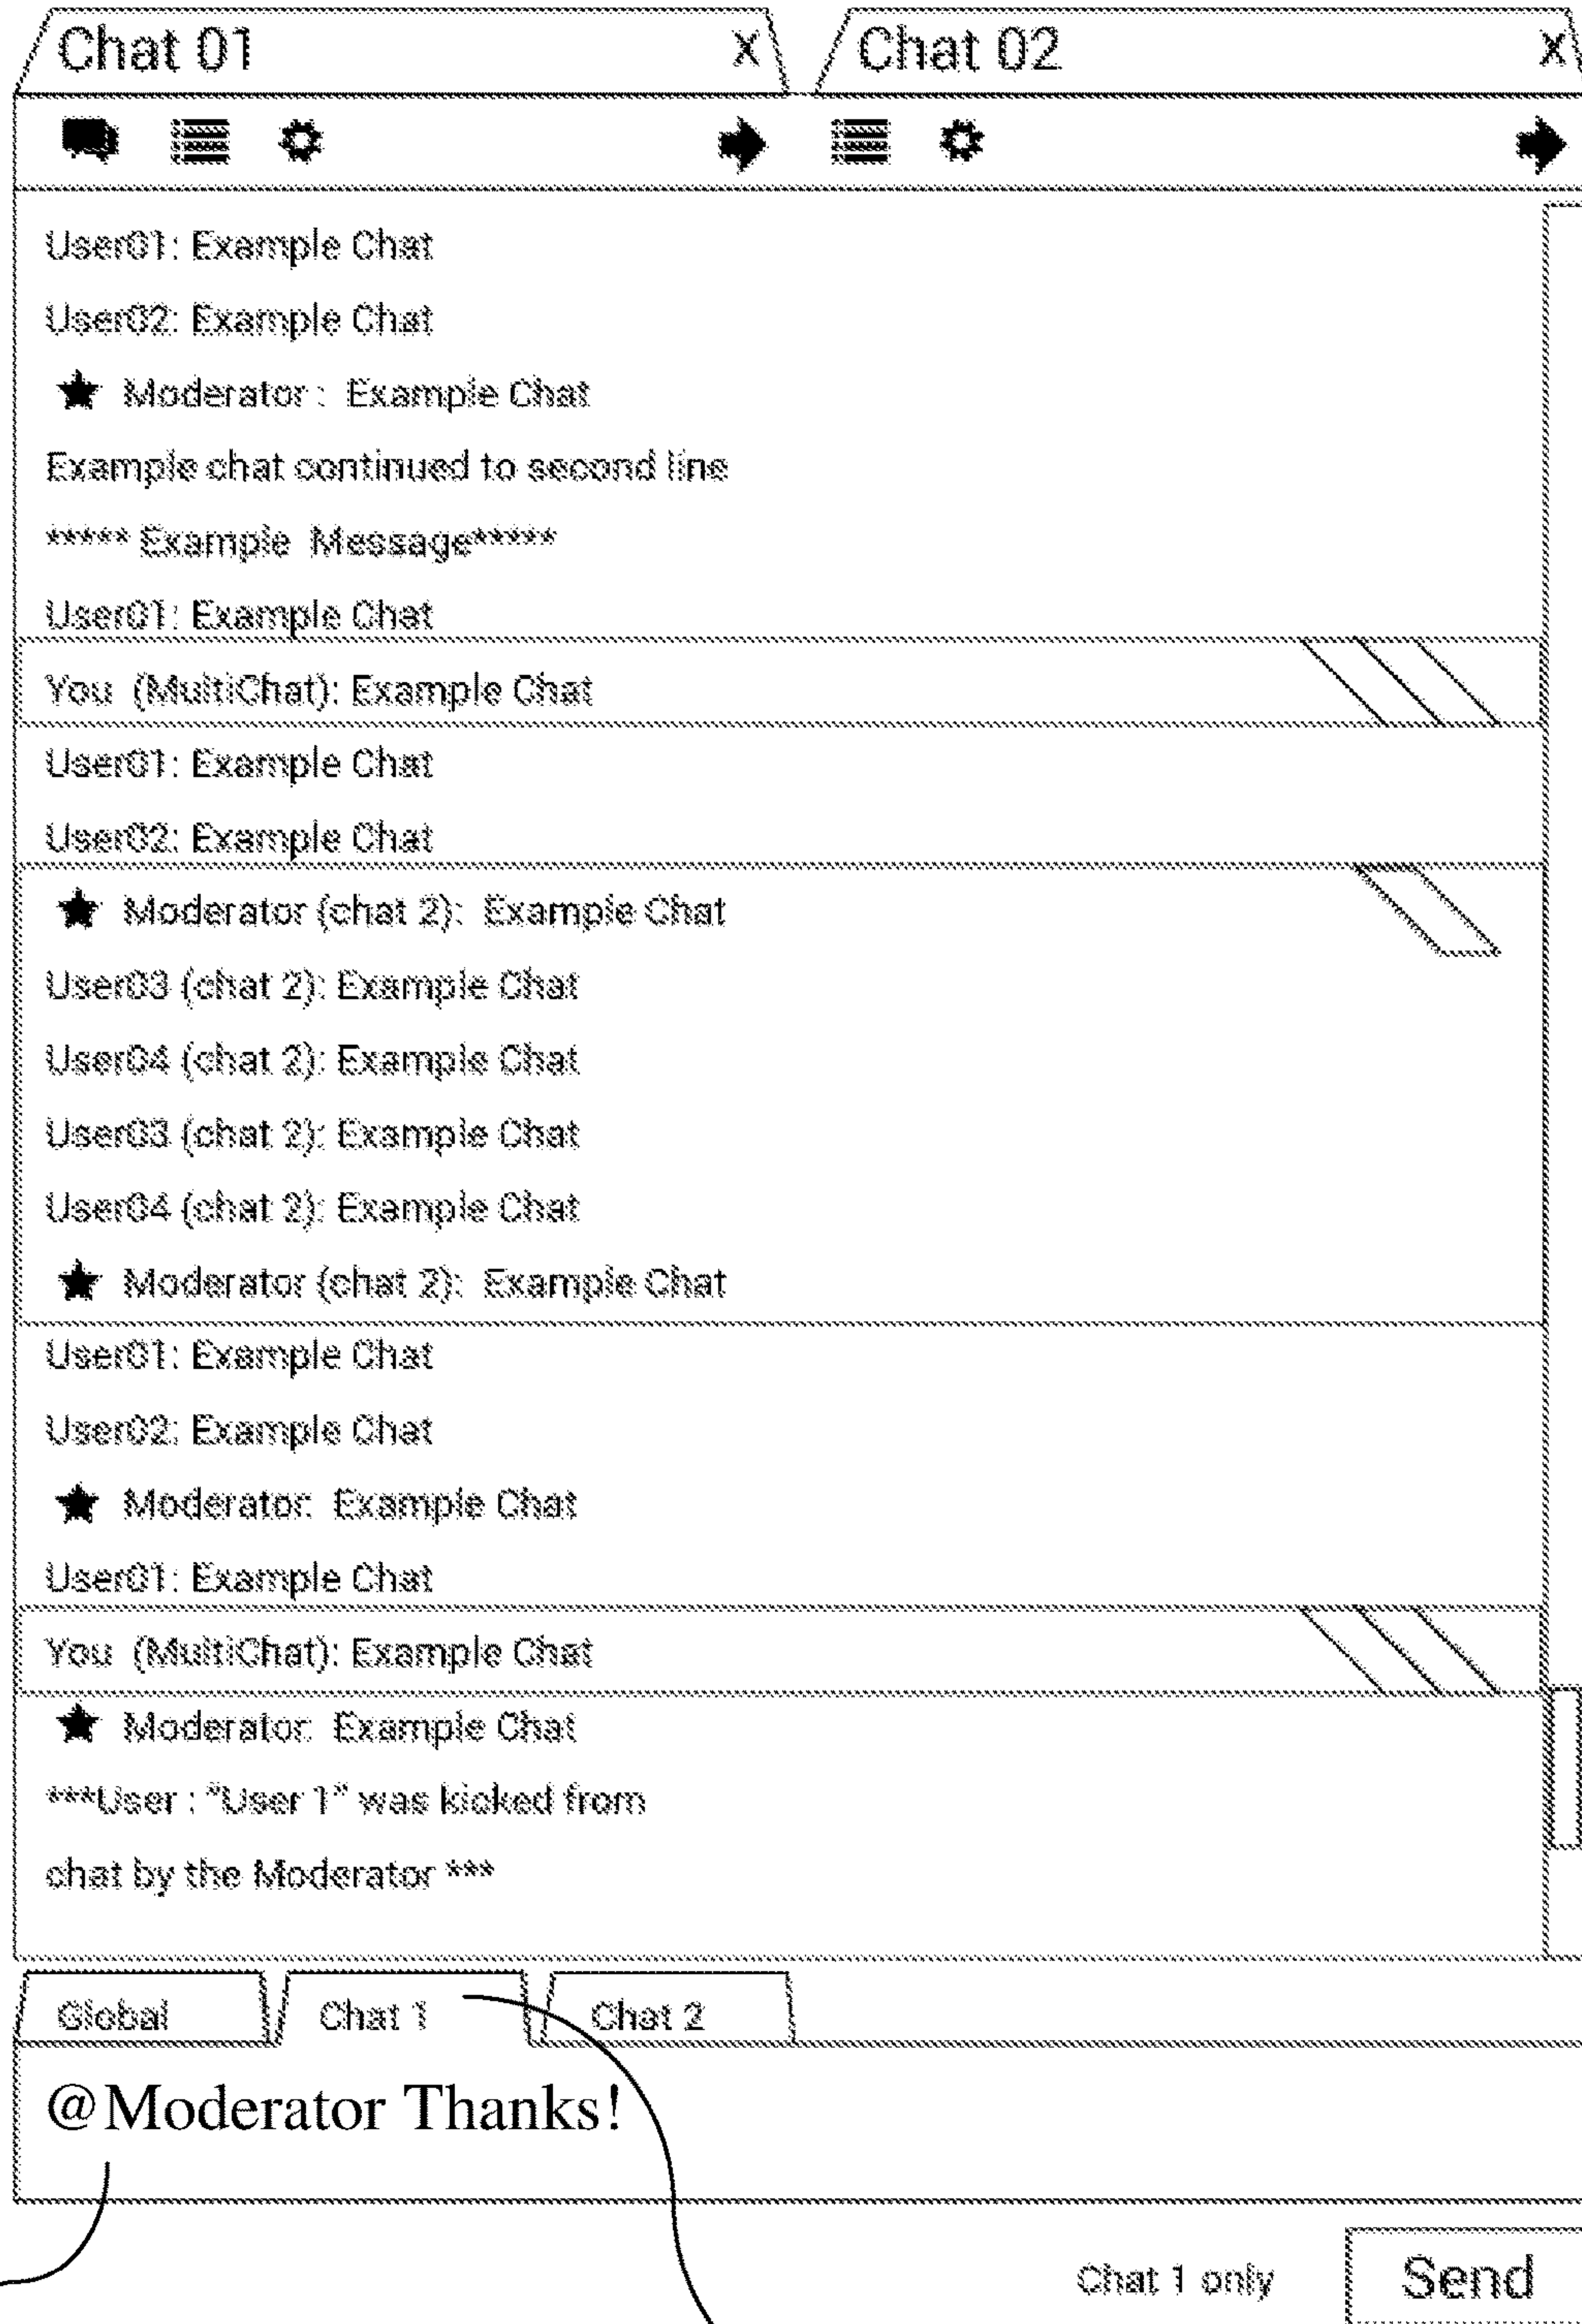 Chat 01 X Chat 02 X
User01: Example Chat
User02: Example Chat
★ Moderator : Example Chat
Example chat continued to second line
***** Example Message*****
User01: Example Chat
You (MultiChat): Example Chat
User01: Example Chat
User02: Example Chat
★ Moderator (chat 2): Example Chat
User03 (chat 2): Example Chat
User04 (chat 2): Example Chat
User03 (chat 2): Example Chat
User04 (chat 2): Example Chat
★ Moderator (chat 2): Example Chat
User01: Example Chat
User02: Example Chat
★ Moderator: Example Chat
User01: Example Chat
You (MultiChat): Example Chat
★ Moderator: Example Chat
***User : "User 1" was kicked from
chat by the Moderator ***
Global Chat 1 Chat 2
@Moderator Thanks!
Chat 1 only Send